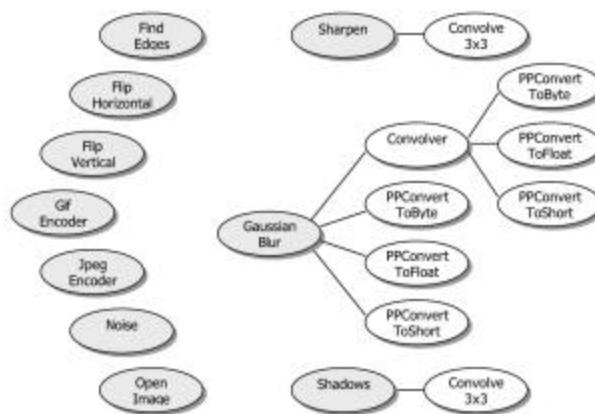 Find
Edges
Flip
Horizontal
Flip
Vertical
Gif
Encoder
Jpeg
Encoder
Noise
Open
Image
Sharpen
Convolve
3x3
Gaussian
Blur
Convolver
PPConvert
ToByte
PPConvert
ToFloat
PPConvert
ToShort
PPConvert
ToByte
PPConvert
ToFloat
PPConvert
ToShort
Shadows
Convolve
3x3